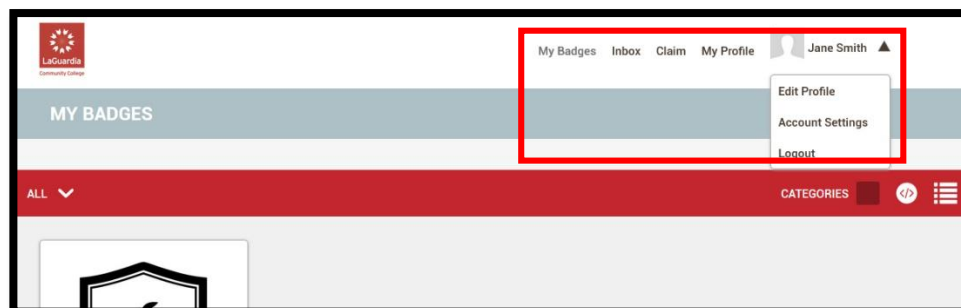 LaGuardia
Community College
My Badges Inbox Claim My Profile Jane Smith
Edit Profile
MY BADGES
Account Settings
Logout
ALL CATEGORIES